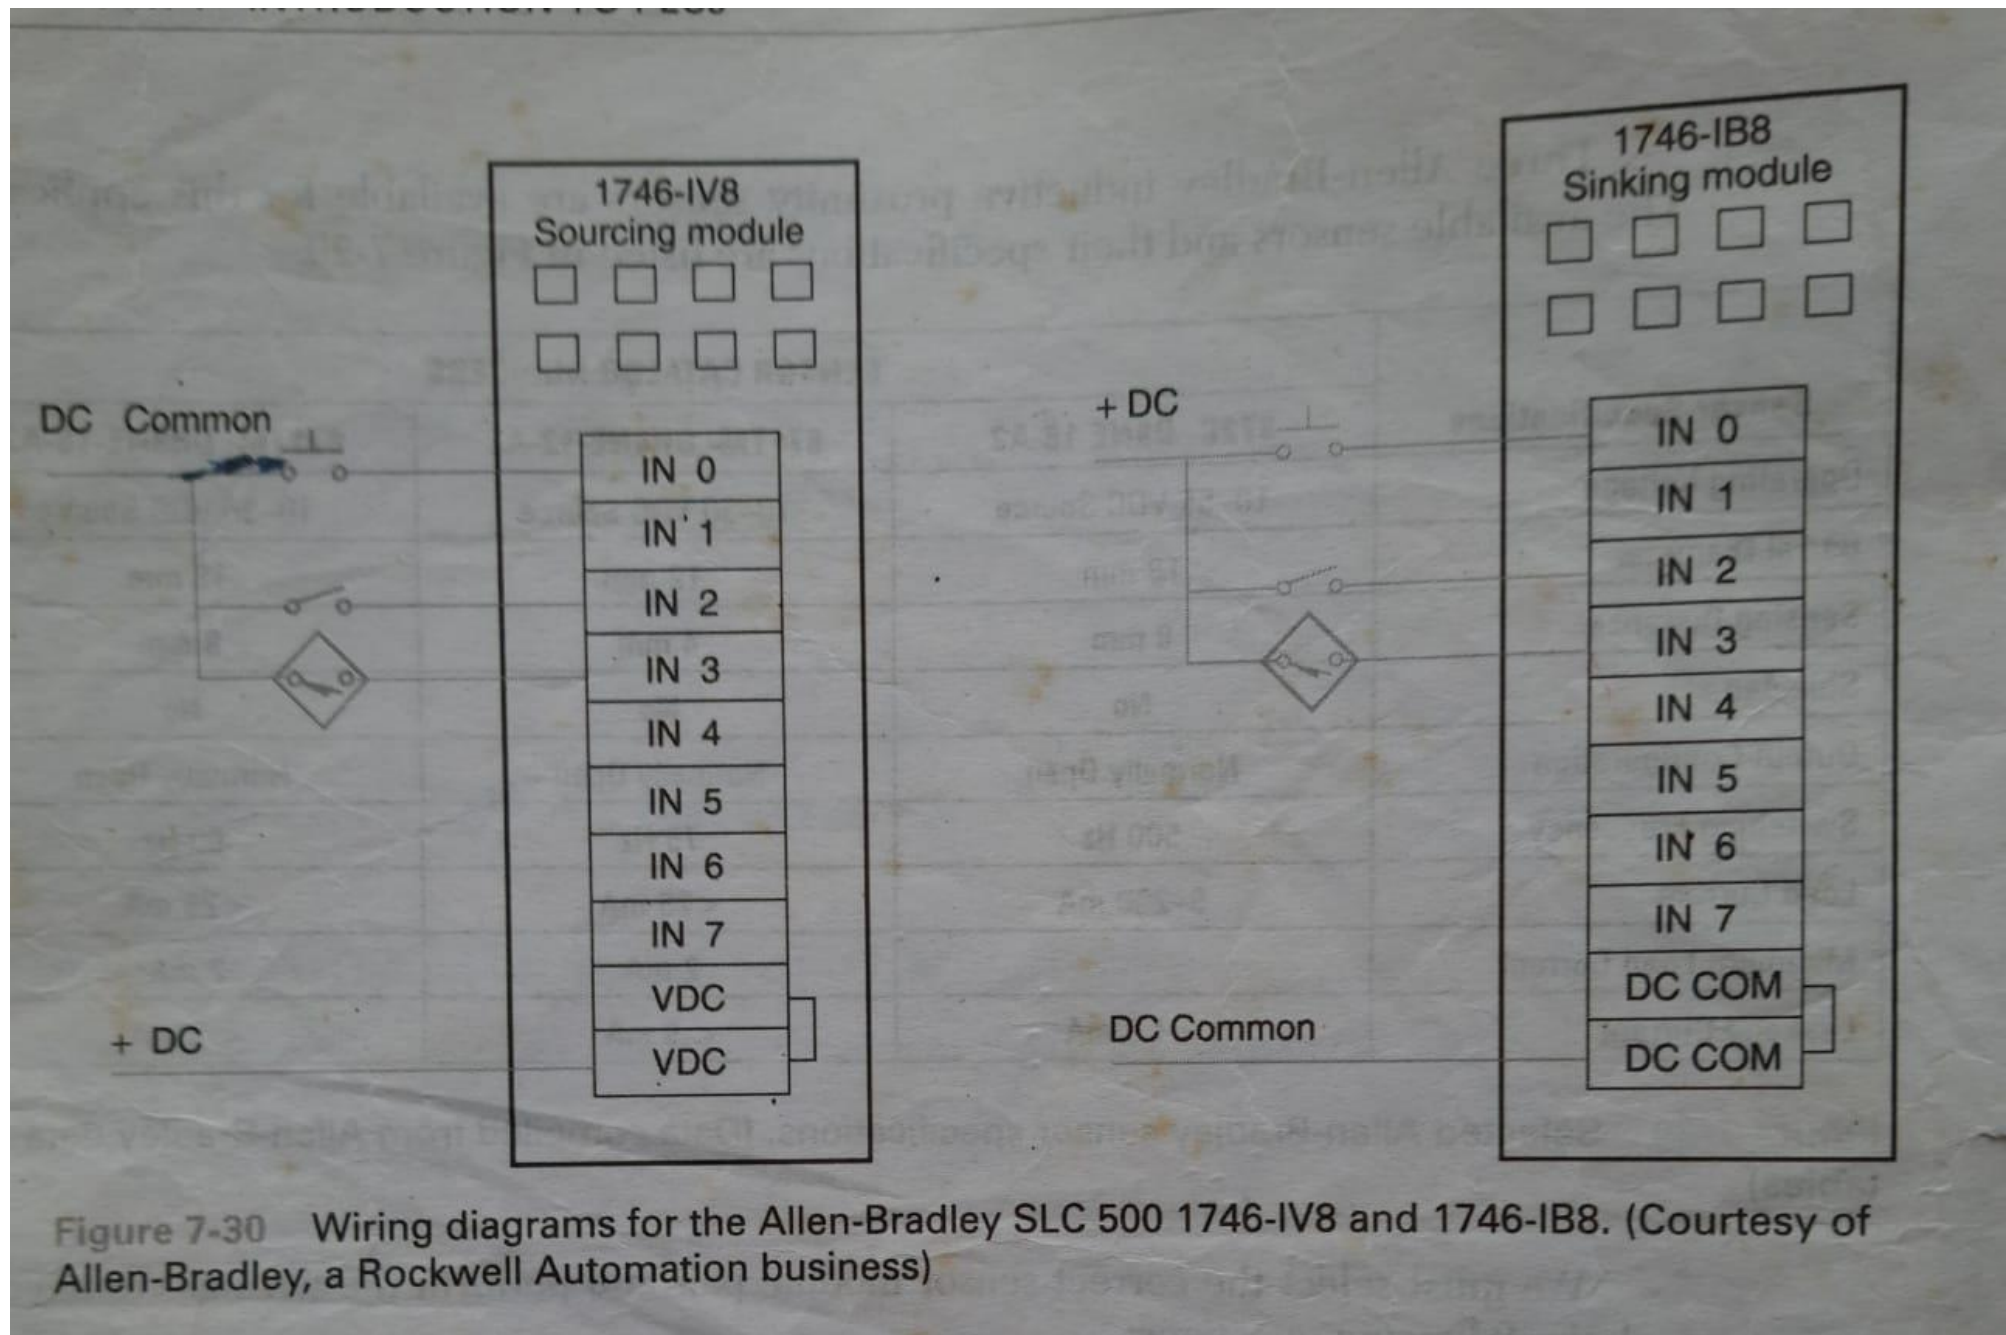 INTRODUCTION TO PLCs
1746-IV8
Sourcing module
DC Common
IN 0
IN 1
IN 2
IN 3
IN 4
IN 5
IN 6
IN 7
VDC
VDC
+ DC
1746-IB8
Sinking module
+ DC
IN 0
IN 1
IN 2
IN 3
IN 4
IN 5
IN 6
IN 7
DC COM
DC COM
DC Common
Figure 7-30 Wiring diagrams for the Allen-Bradley SLC 500 1746-IV8 and 1746-IB8. (Courtesy of
Allen-Bradley, a Rockwell Automation business)